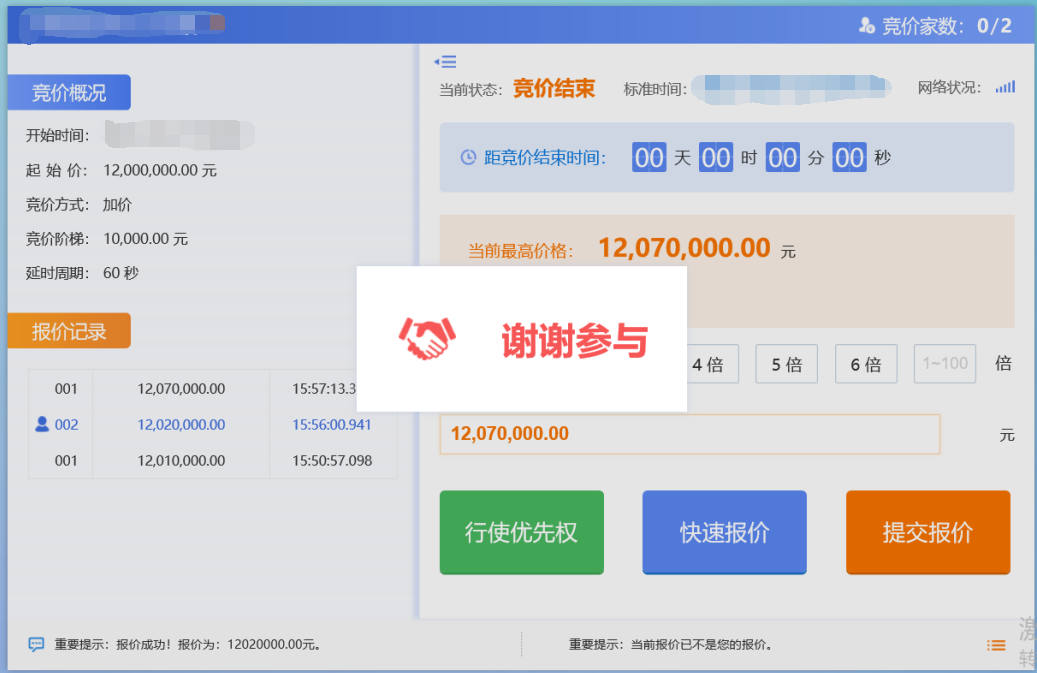 竞价家数：0/2
竞价概况
开始时间：
起 始 价： 12,000,000.00 元
竞价方式： 加价
竞价阶梯： 10,000.00 元
延时周期： 60 秒
报价记录
001 12,070,000.00 15:57:13.3
002 12,020,000.00 15:56:00.941
001 12,010,000.00 15:50:57.098
当前状态：竞价结束 标准时间： 网络状况：
距竞价结束时间： 00 天 00 时 00 分 00 秒
当前最高价格： 12,070,000.00 元
谢谢参与
4 倍 5 倍 6 倍 1~100 倍
12,070,000.00 元
行使优先权 快速报价 提交报价
重要提示：报价成功！报价为：12020000.00元。
重要提示：当前报价已不是您的报价。